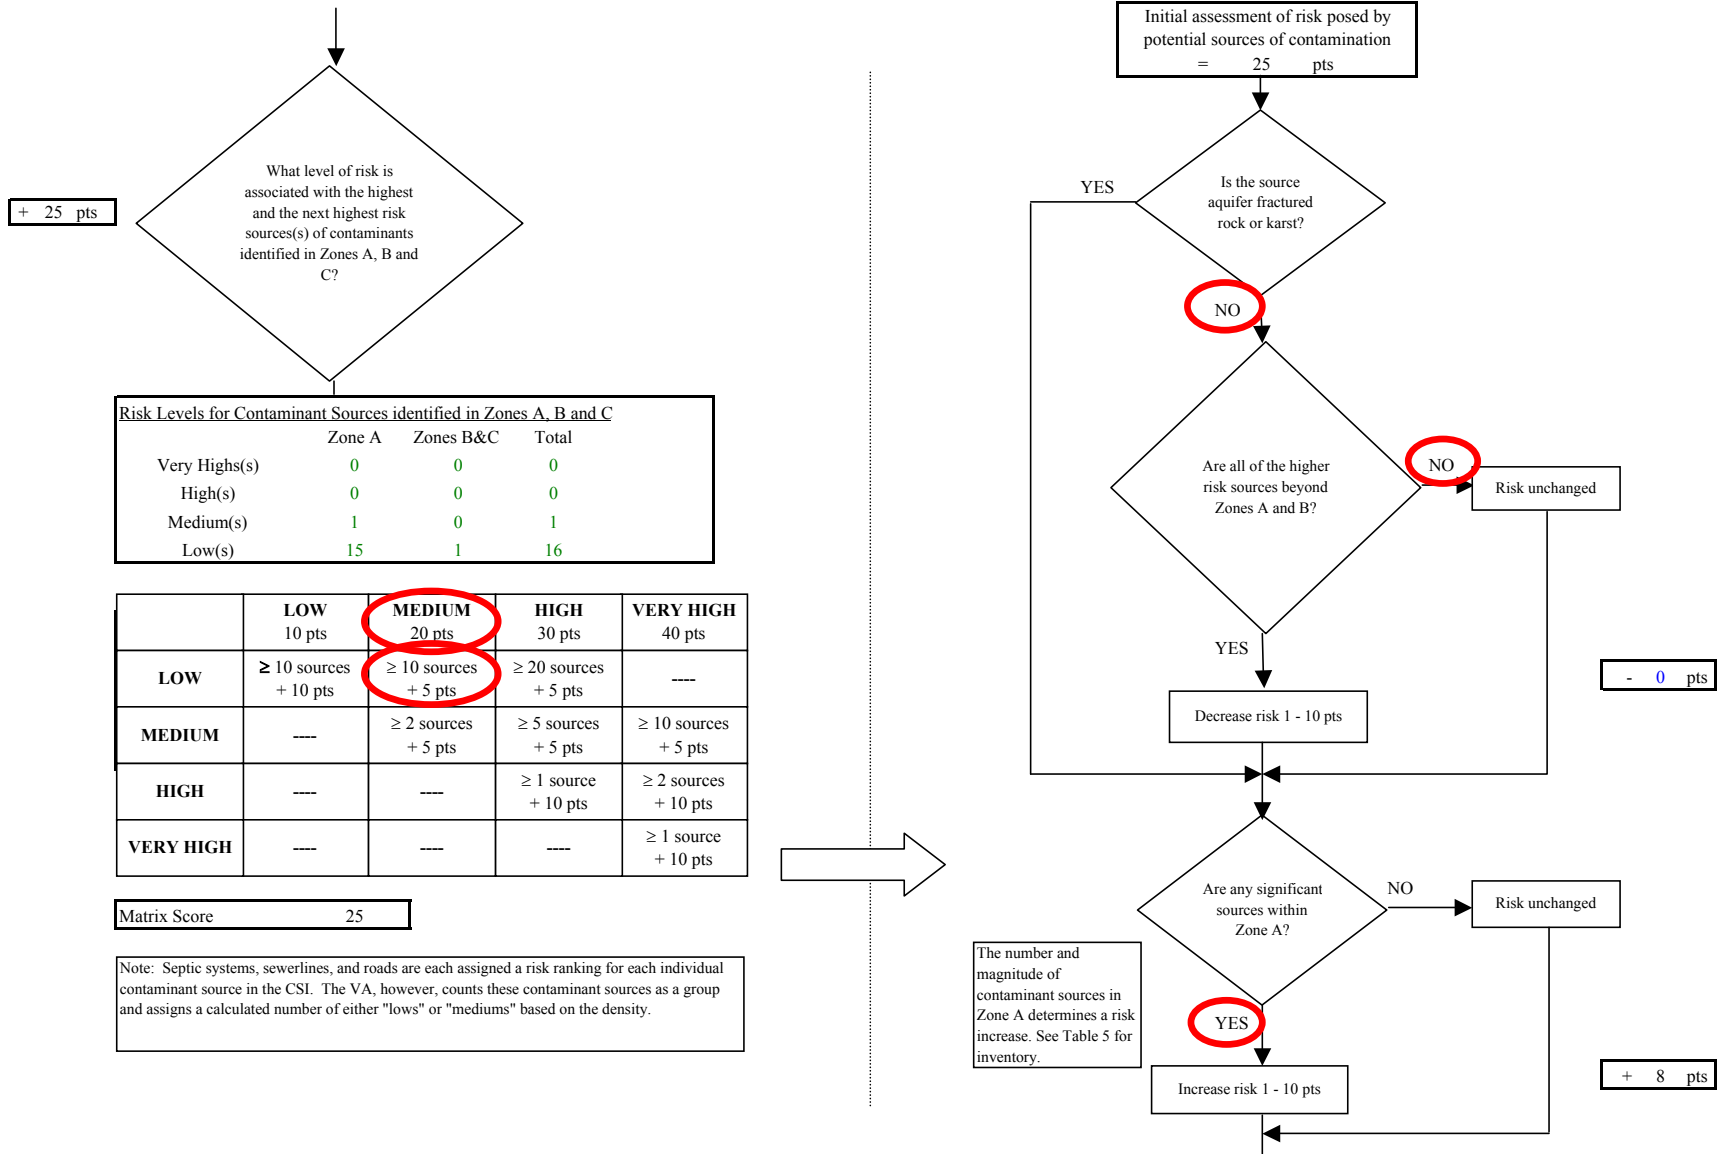 + 25 pts
What level of risk is
associated with the highest
and the next highest risk
sources(s) of contaminants
identified in Zones A, B and
C?
Risk Levels for Contaminant Sources identified in Zones A, B and C
Zone A Zones B&C Total
Very Highs(s) 0 0 0
High(s) 0 0 0
Medium(s) 1 0 1
Low(s) 15 1 16
LOW MEDIUM HIGH VERY HIGH
10 pts 20 pts 30 pts 40 pts
LOW ≥ 10 sources + 10 pts ≥ 10 sources + 5 pts ≥ 20 sources + 5 pts ----
MEDIUM ---- ≥ 2 sources + 5 pts ≥ 5 sources + 5 pts ≥ 10 sources + 5 pts
HIGH ---- ---- ≥ 1 source + 10 pts ≥ 2 sources + 10 pts
VERY HIGH ---- ---- ---- ≥ 1 source + 10 pts
Matrix Score 25
Note: Septic systems, sewerlines, and roads are each assigned a risk ranking for each individual
contaminant source in the CSI. The VA, however, counts these contaminant sources as a group
and assigns a calculated number of either "lows" or "mediums" based on the density.
Initial assessment of risk posed by
potential sources of contamination
= 25 pts
Is the source
aquifer fractured
rock or karst?
YES
NO
Are all of the higher
risk sources beyond
Zones A and B?
NO
Risk unchanged
YES
Decrease risk 1 - 10 pts
- 0 pts
Are any significant
sources within
Zone A?
NO
Risk unchanged
The number and
magnitude of
contaminant sources in
Zone A determines a risk
increase. See Table 5 for
inventory.
YES
Increase risk 1 - 10 pts
+ 8 pts